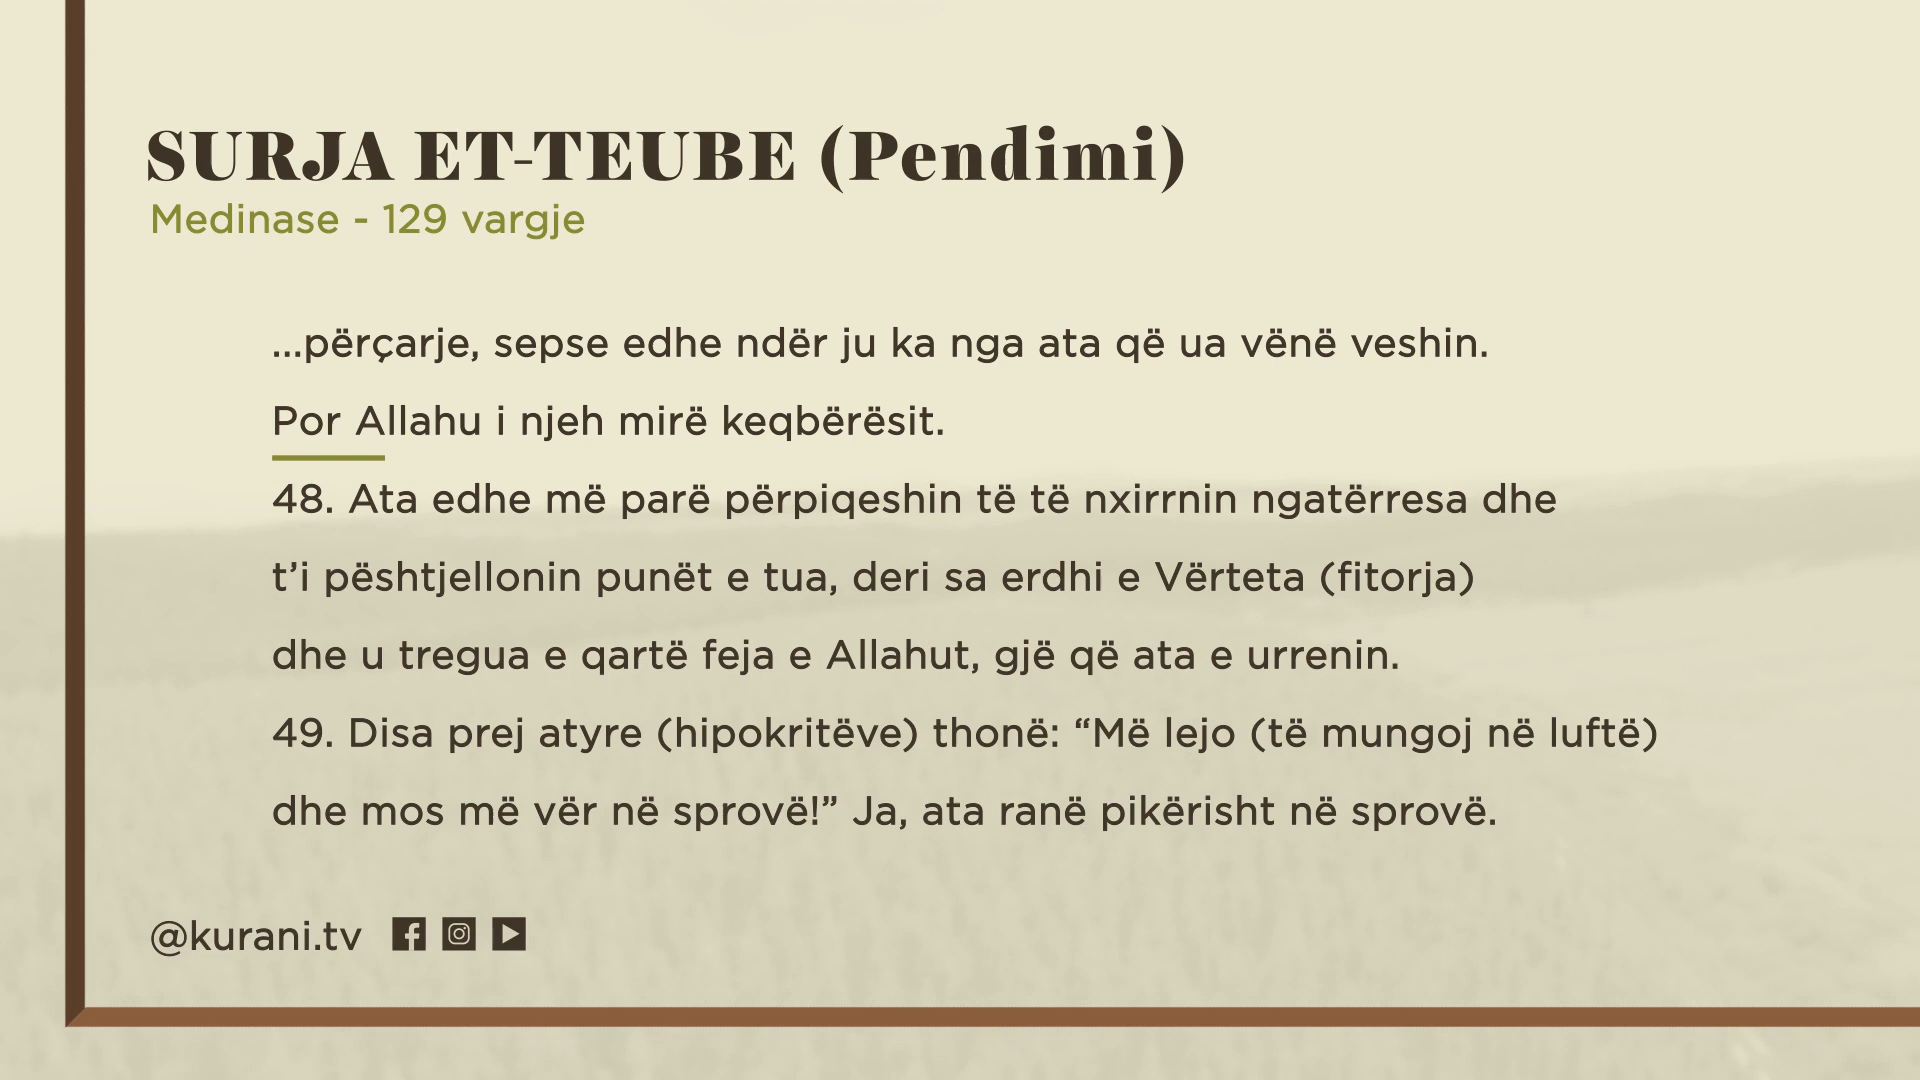 SURJA ET-TEUBE (Pendimi)
Medinase - 129 vargje
...përçarje, sepse edhe ndër ju ka nga ata që ua vënë veshin.
Por Allahu i njeh mirë keqbërësit.
48. Ata edhe më parë përpiqeshin të të nxirrnin ngatërresa dhe
t’i pështjellonin punët e tua, deri sa erdhi e Vërteta (fitorja)
dhe u tregua e qartë feja e Allahut, gjë që ata e urrenin.
49. Disa prej atyre (hipokritëve) thonë: “Më lejo (të mungoj në luftë)
dhe mos më vër në sprovë!” Ja, ata ranë pikërisht në sprovë.
@kurani.tv